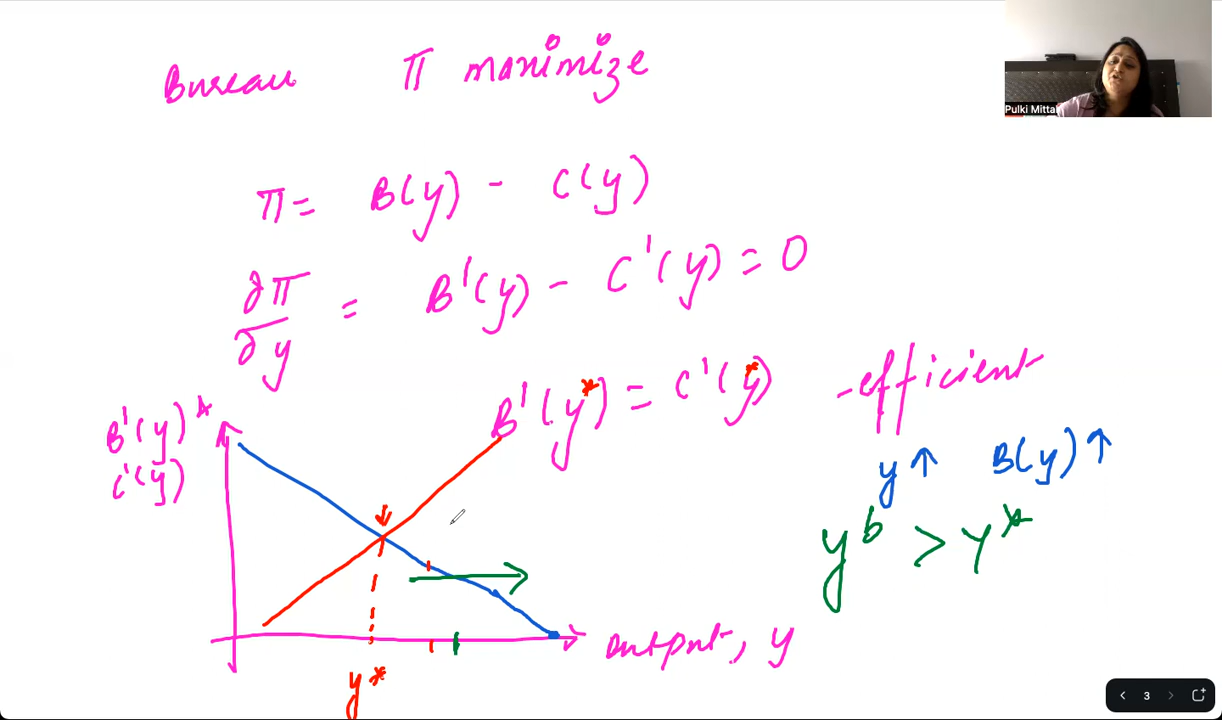 Bureau π maximize
Pulki Mittal
π = B(y) - C(y)
∂π/∂y = B'(y) - C'(y) = 0
B'(y*) = C'(y*) - efficient
B'(y)
C'(y)
y ↑ B(y) ↑
y^b > y*
output, y
y*
3